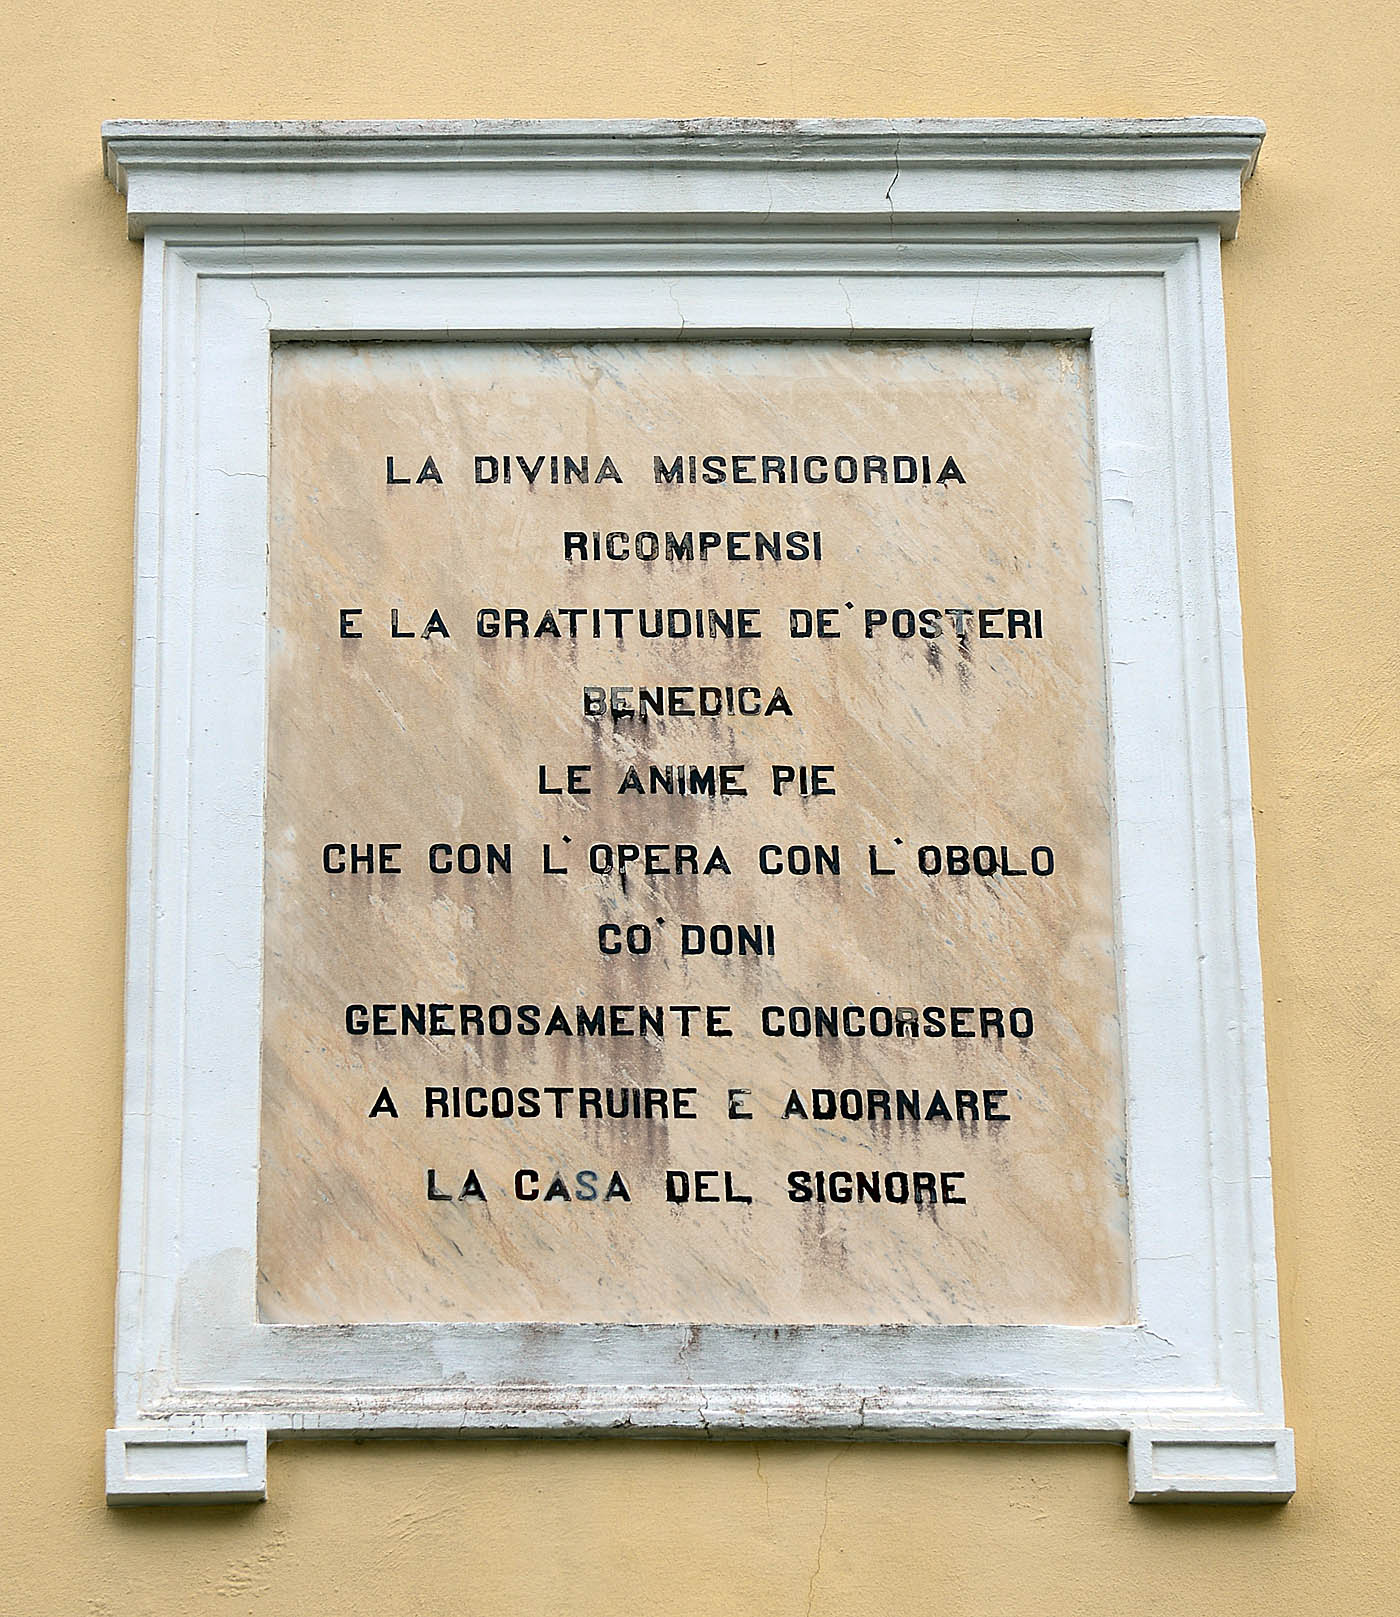 LA DIVINA MISERICORDIA
RICOMPENSI
E LA GRATITUDINE DE' POSTERI
BENEDICA
LE ANIME PIE
CHE CON L'OPERA CON L'OBOLO
CO' DONI
GENEROSAMENTE CONCORSERO
A RICOSTRUIRE E ADORNARE
LA CASA DEL SIGNORE